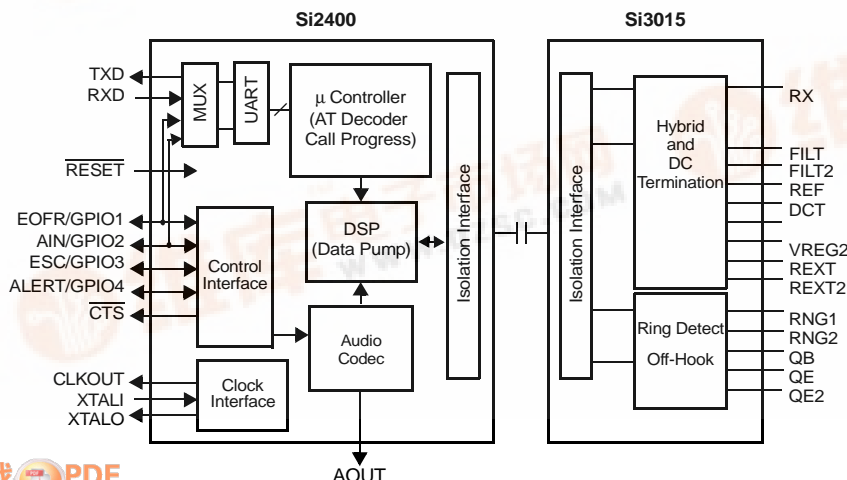 Si2400
Si3015
TXD
RXD
RESET
EOFR/GPIO1
AIN/GPIO2
ESC/GPIO3
ALERT/GPIO4
CTS
CLKOUT
XTALI
XTALO
MUX
UART
μ Controller
(AT Decoder
Call Progress)
DSP
(Data Pump)
Control
Interface
Audio
Codec
Clock
Interface
AOUT
Isolation Interface
Isolation Interface
Hybrid
and
DC
Termination
Ring Detect
Off-Hook
RX
FILT
FILT2
REF
DCT
VREG2
REXT
REXT2
RNG1
RNG2
QB
QE
QE2
PDF